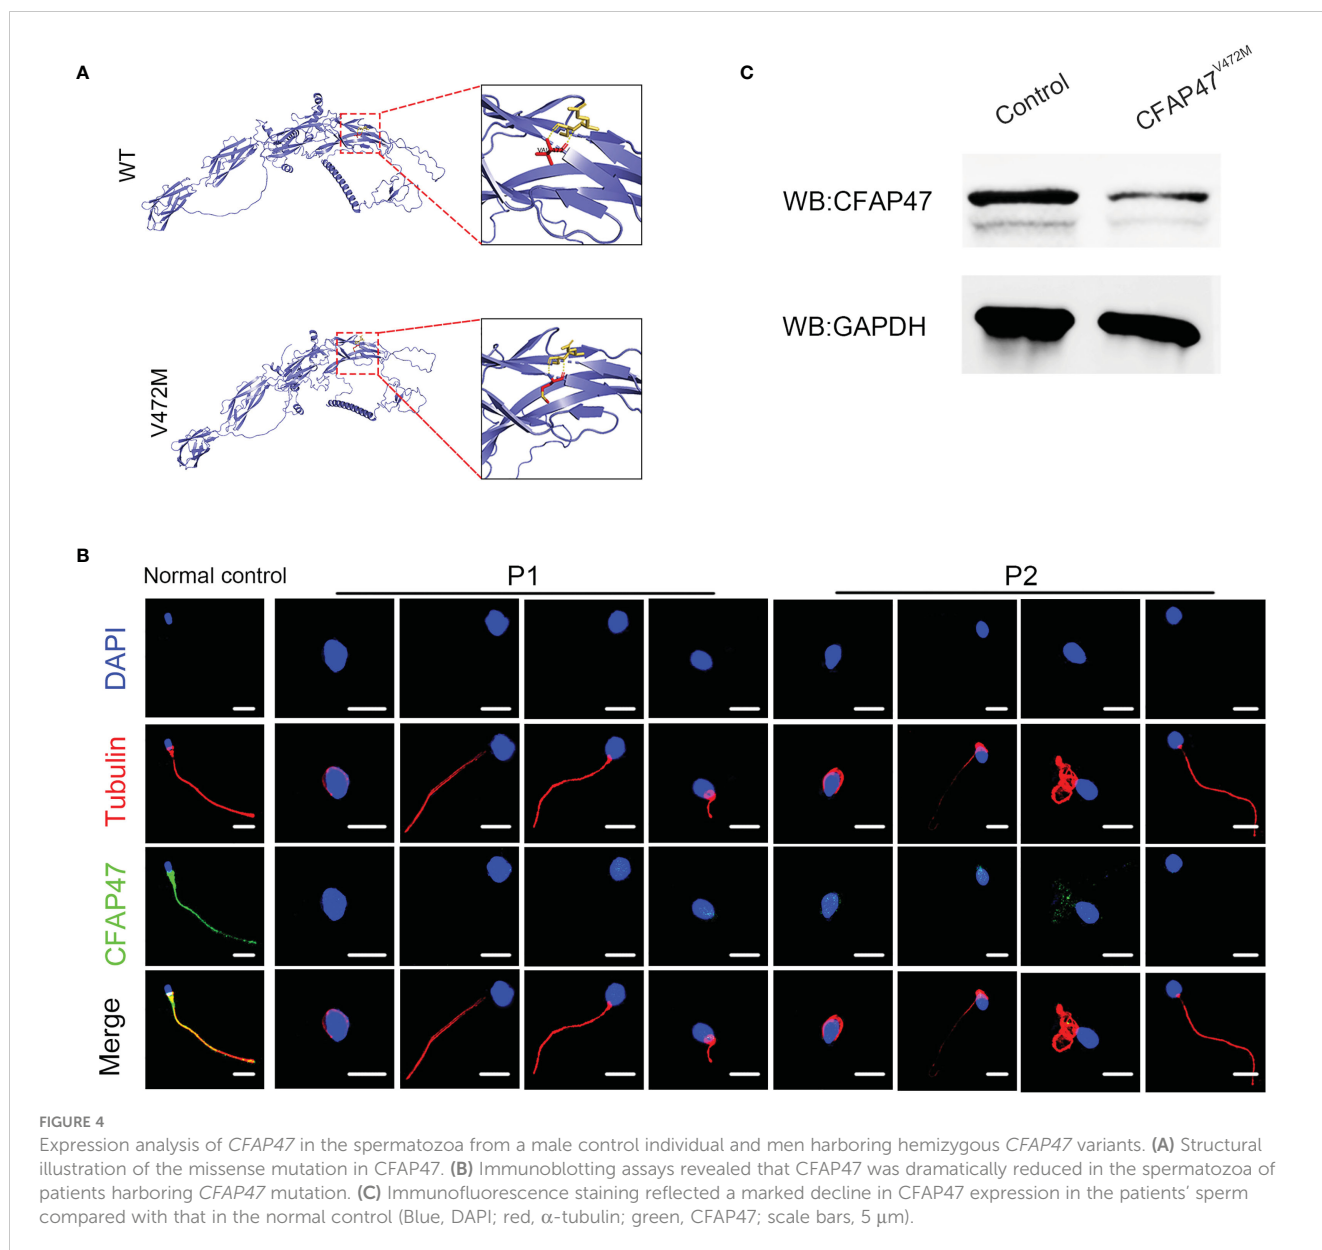 A
WT
V472M
C
Control
CFAP47V472M
WB:CFAP47
WB:GAPDH
B
Normal control
P1
P2
DAPI
Tubulin
CFAP47
Merge
FIGURE 4
Expression analysis of CFAP47 in the spermatozoa from a male control individual and men harboring hemizygous CFAP47 variants. (A) Structural
illustration of the missense mutation in CFAP47. (B) Immunoblotting assays revealed that CFAP47 was dramatically reduced in the spermatozoa of
patients harboring CFAP47 mutation. (C) Immunofluorescence staining reflected a marked decline in CFAP47 expression in the patients’ sperm
compared with that in the normal control (Blue, DAPI; red, α-tubulin; green, CFAP47; scale bars, 5 μm).